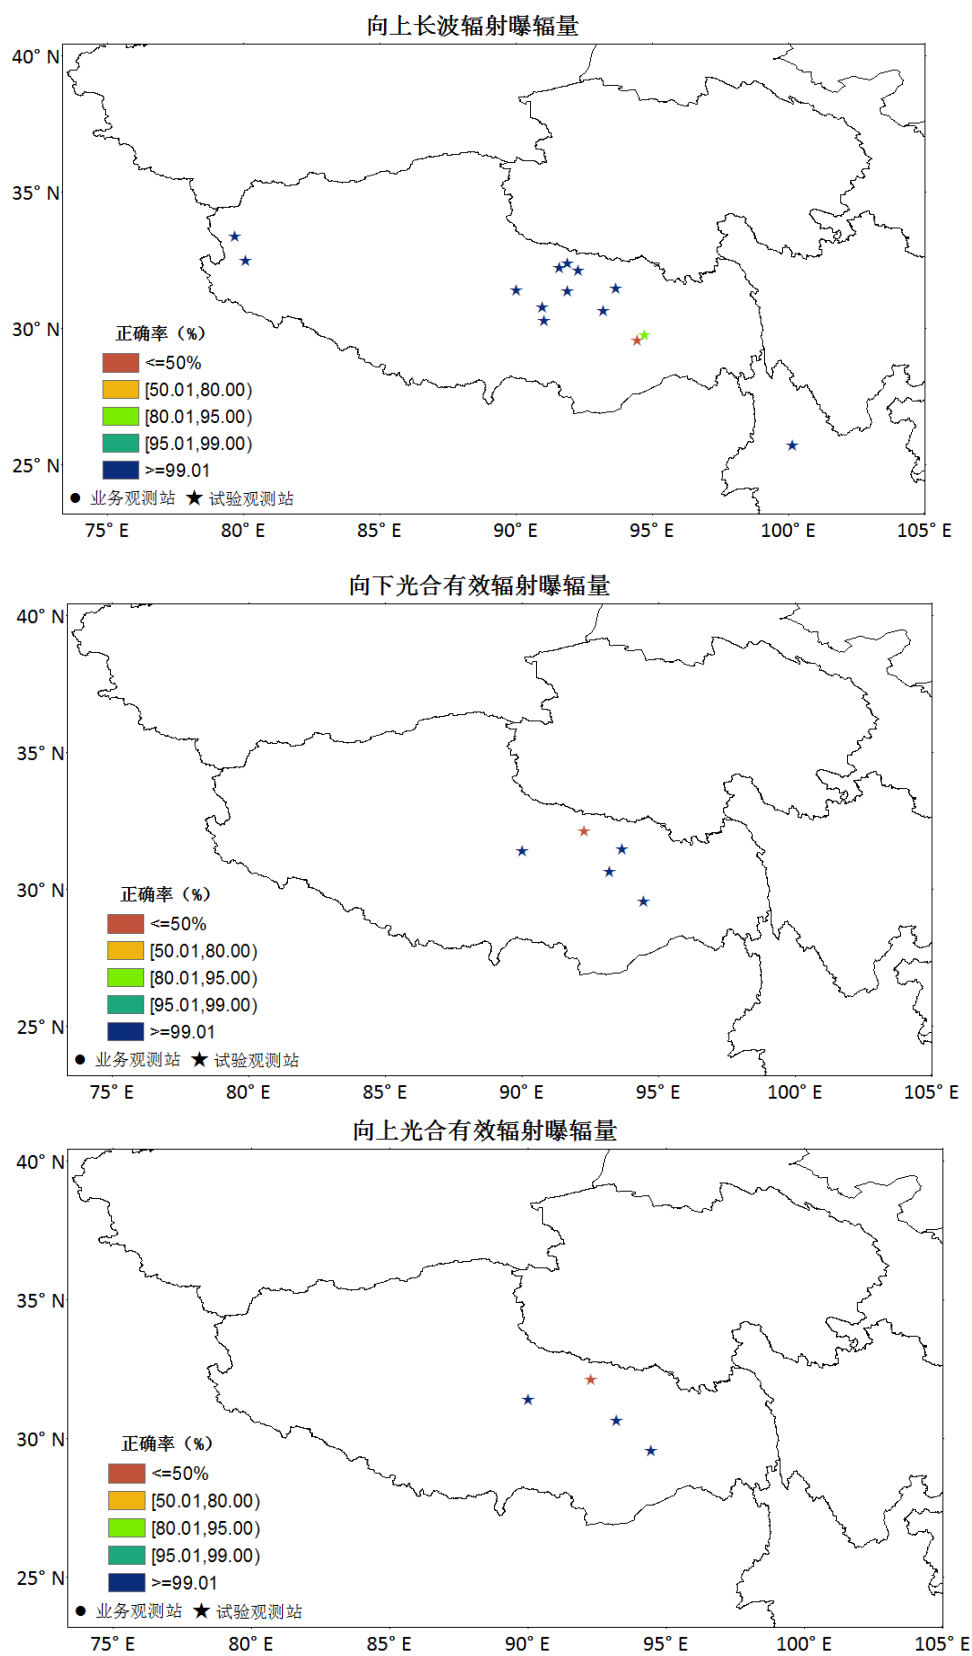 向上长波辐射曝辐量
40° N
35° N
30° N
25° N
正确率（%）
<=50%
[50.01,80.00)
[80.01,95.00)
[95.01,99.00)
>=99.01
● 业务观测站 ★ 试验观测站
75° E 80° E 85° E 90° E 95° E 100° E 105° E
向下光合有效辐射曝辐量
40° N
35° N
30° N
25° N
正确率（%）
<=50%
[50.01,80.00)
[80.01,95.00)
[95.01,99.00)
>=99.01
● 业务观测站 ★ 试验观测站
75° E 80° E 85° E 90° E 95° E 100° E 105° E
向上光合有效辐射曝辐量
40° N
35° N
30° N
25° N
正确率（%）
<=50%
[50.01,80.00)
[80.01,95.00)
[95.01,99.00)
>=99.01
● 业务观测站 ★ 试验观测站
75° E 80° E 85° E 90° E 95° E 100° E 105° E